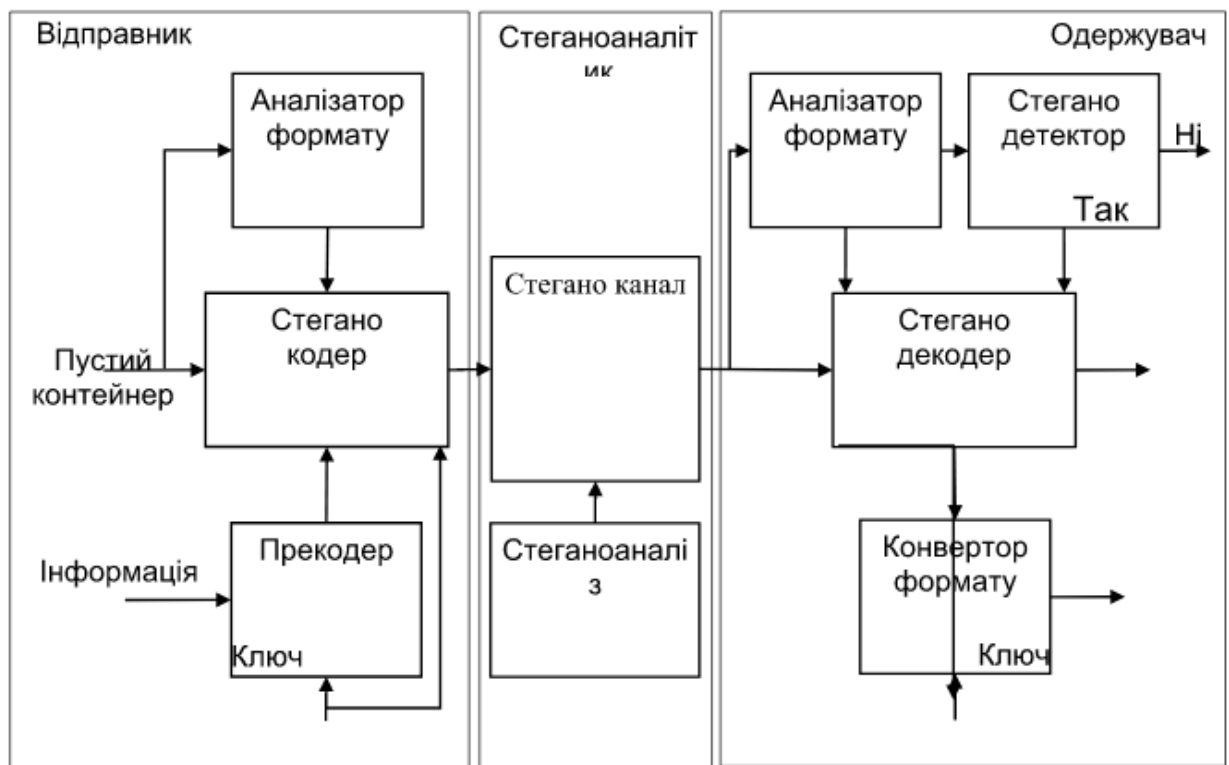 Відправник
Аналізатор
формату
Стегано
кодер
Пустий
контейнер
Прекодер
Інформація
Ключ
Стеганоаналіт
ик
Стегано канал
Стеганоаналі
з
Одержувач
Аналізатор
формату
Стегано
детектор
Ні
Так
Стегано
декодер
Конвертор
формату
Ключ